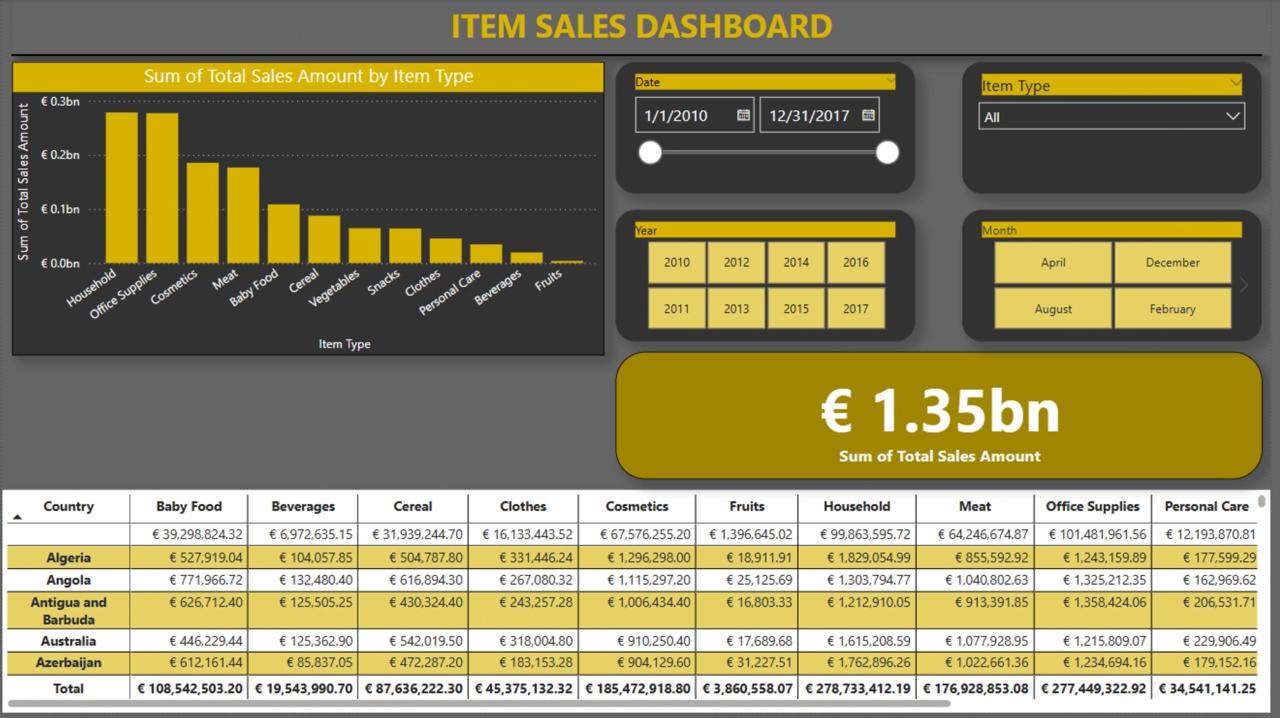 ITEM SALES DASHBOARD
Sum of Total Sales Amount by Item Type
Sum of Total Sales Amount
€ 0.3bn
€ 0.2bn
€ 0.1bn
€ 0.0bn
Household
Office Supplies
Cosmetics
Meat
Baby Food
Cereal
Vegetables
Snacks
Clothes
Personal Care
Beverages
Fruits
Item Type
Date
1/1/2010 12/31/2017
Item Type
All
Year
2010 2012 2014 2016
2011 2013 2015 2017
Month
April December
August February
€ 1.35bn
Sum of Total Sales Amount
Country Baby Food Beverages Cereal Clothes Cosmetics Fruits Household Meat Office Supplies Personal Care
€ 39,298,824.32 € 6,972,635.15 € 31,939,244.70 € 16,133,443.52 € 67,576,255.20 € 1,396,645.02 € 99,863,595.72 € 64,246,674.87 € 101,481,961.56 € 12,193,870.81
Algeria € 527,919.04 € 104,057.85 € 504,787.80 € 331,446.24 € 1,296,298.00 € 18,911.91 € 1,829,054.99 € 855,592.92 € 1,243,159.89 € 177,599.29
Angola € 771,966.72 € 132,480.40 € 616,894.30 € 267,080.32 € 1,115,297.20 € 25,125.69 € 1,303,794.77 € 1,040,802.63 € 1,325,212.35 € 162,969.62
Antigua and
Barbuda € 626,712.40 € 125,505.25 € 430,324.40 € 243,257.28 € 1,006,434.40 € 16,803.33 € 1,212,910.05 € 913,391.85 € 1,358,424.06 € 206,531.71
Australia € 446,229.44 € 125,362.90 € 542,019.50 € 318,004.80 € 910,250.40 € 17,689.68 € 1,615,208.59 € 1,077,928.95 € 1,215,809.07 € 229,906.49
Azerbaijan € 612,161.44 € 85,837.05 € 472,287.20 € 183,153.28 € 904,129.60 € 31,227.51 € 1,762,896.26 € 1,022,661.36 € 1,234,694.16 € 179,152.16
Total € 108,542,503.20 € 19,543,990.70 € 87,636,222.30 € 45,375,132.32 € 185,472,918.80 € 3,860,558.07 € 278,733,412.19 € 176,928,853.08 € 277,449,322.92 € 34,541,141.25